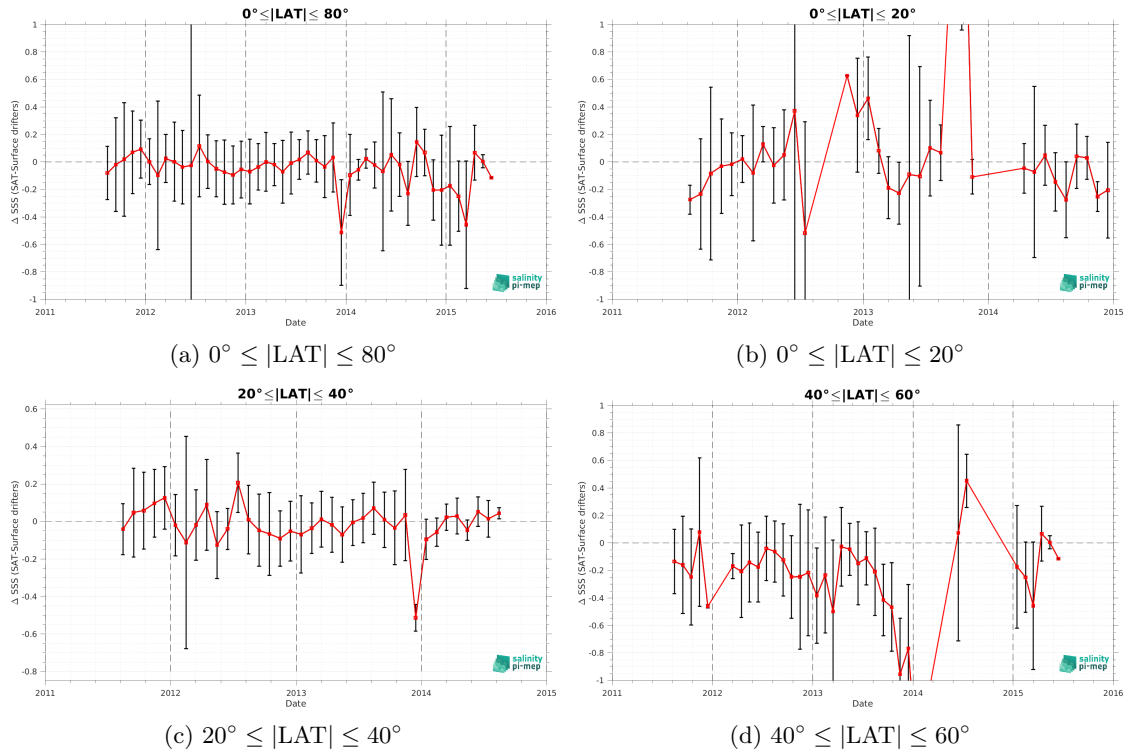 0°≤|LAT|≤ 80°
1
0.8
0.6
0.4
0.2
0
-0.2
-0.4
-0.6
-0.8
-1
Δ SSS (SAT-Surface drifters)
salinity
pi-mep
2011 2012 2013 2014 2015 2016
Date
(a) 0° ≤ |LAT| ≤ 80°
0°≤|LAT|≤ 20°
1
0.8
0.6
0.4
0.2
0
-0.2
-0.4
-0.6
-0.8
-1
Δ SSS (SAT-Surface drifters)
salinity
pi-mep
2011 2012 2013 2014 2015
Date
(b) 0° ≤ |LAT| ≤ 20°
20°≤|LAT|≤ 40°
0.6
0.4
0.2
0
-0.2
-0.4
-0.6
-0.8
Δ SSS (SAT-Surface drifters)
salinity
pi-mep
2011 2012 2013 2014 2015
Date
(c) 20° ≤ |LAT| ≤ 40°
40°≤|LAT|≤ 60°
1
0.8
0.6
0.4
0.2
0
-0.2
-0.4
-0.6
-0.8
-1
Δ SSS (SAT-Surface drifters)
salinity
pi-mep
2011 2012 2013 2014 2015 2016
Date
(d) 40° ≤ |LAT| ≤ 60°